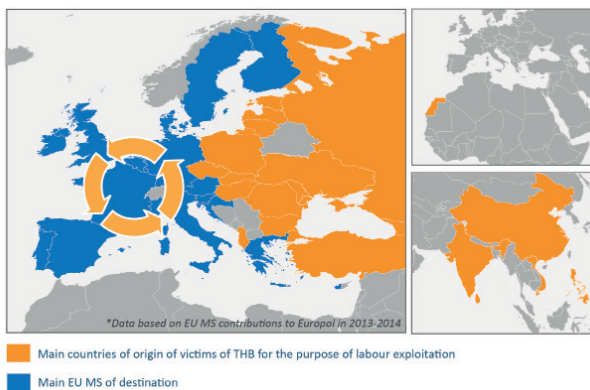 *Data based on EU MS contributions to Europol in 2013-2014
Main countries of origin of victims of THB for the purpose of labour exploitation
Main EU MS of destination